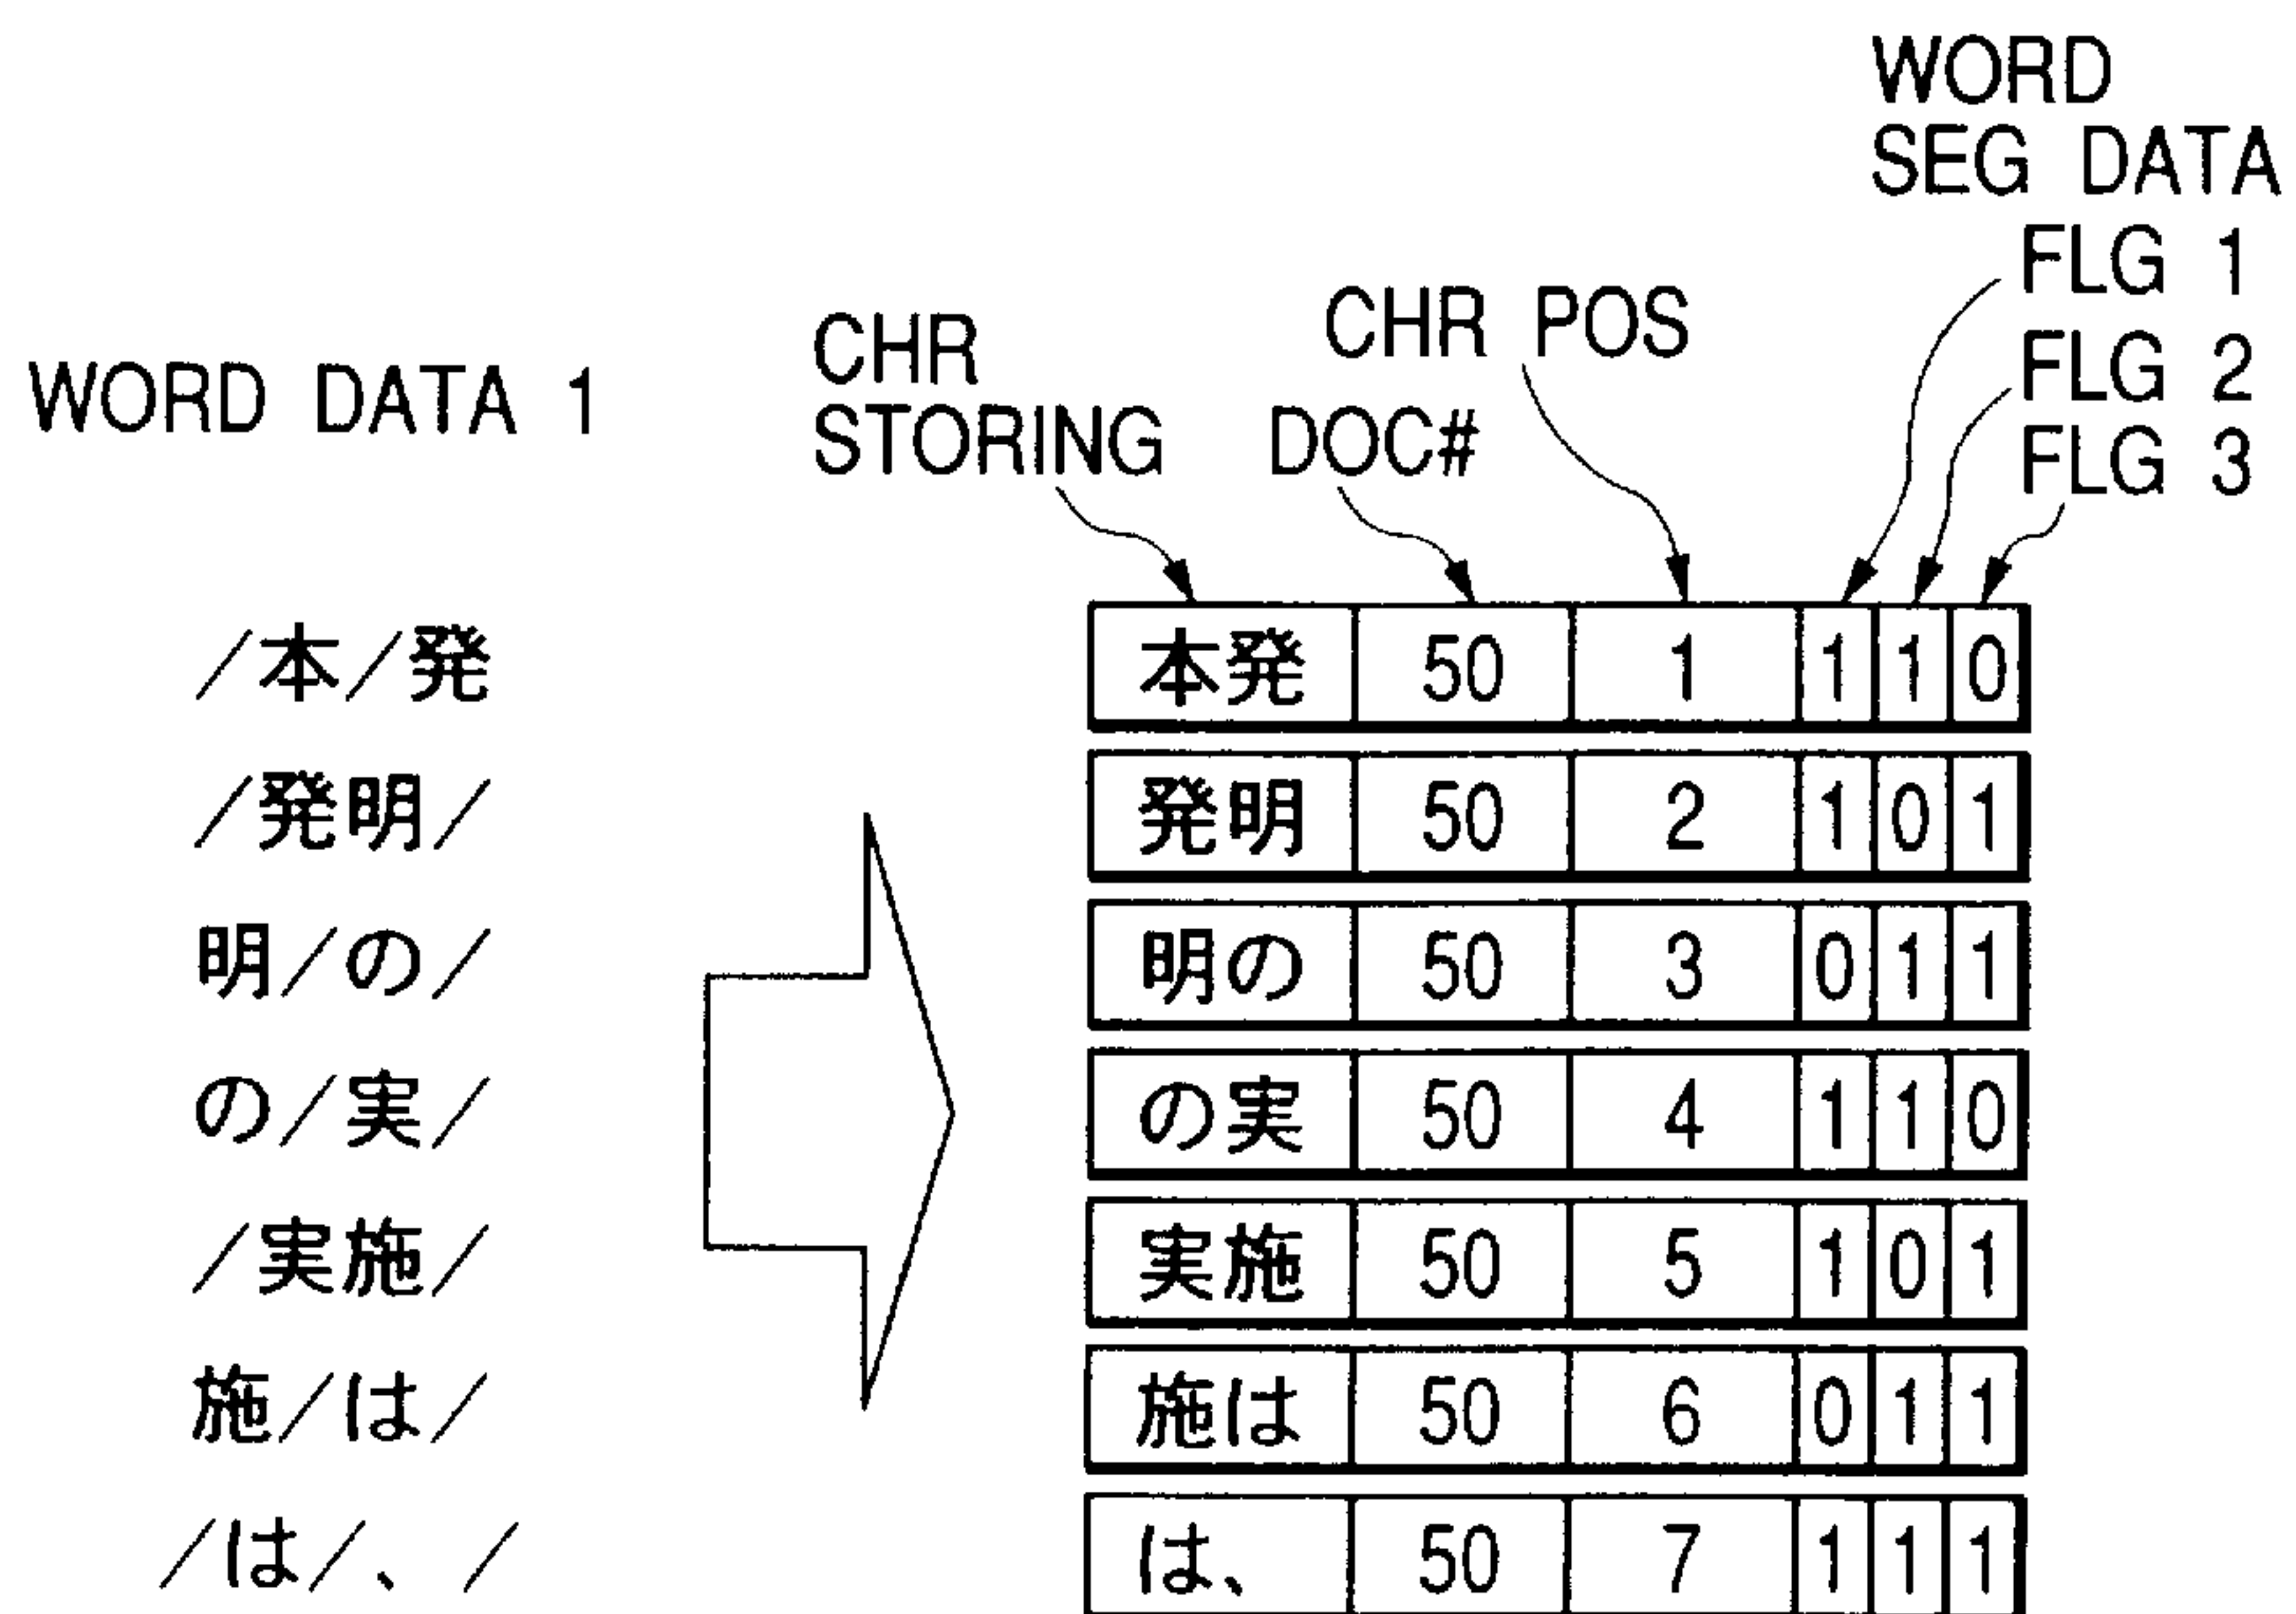 WORD
SEG DATA
FLG 1
FLG 2
FLG 3
CHR POS
CHR
STORING
DOC#
WORD DATA 1
/本/発
本発 50 1 1 1 0
/発明/
発明 50 2 1 0 1
明/の/
明の 50 3 0 1 1
の/実/
の実 50 4 1 1 0
/実施/
実施 50 5 1 0 1
施/は/
施は 50 6 0 1 1
/は/、/
は、 50 7 1 1 1